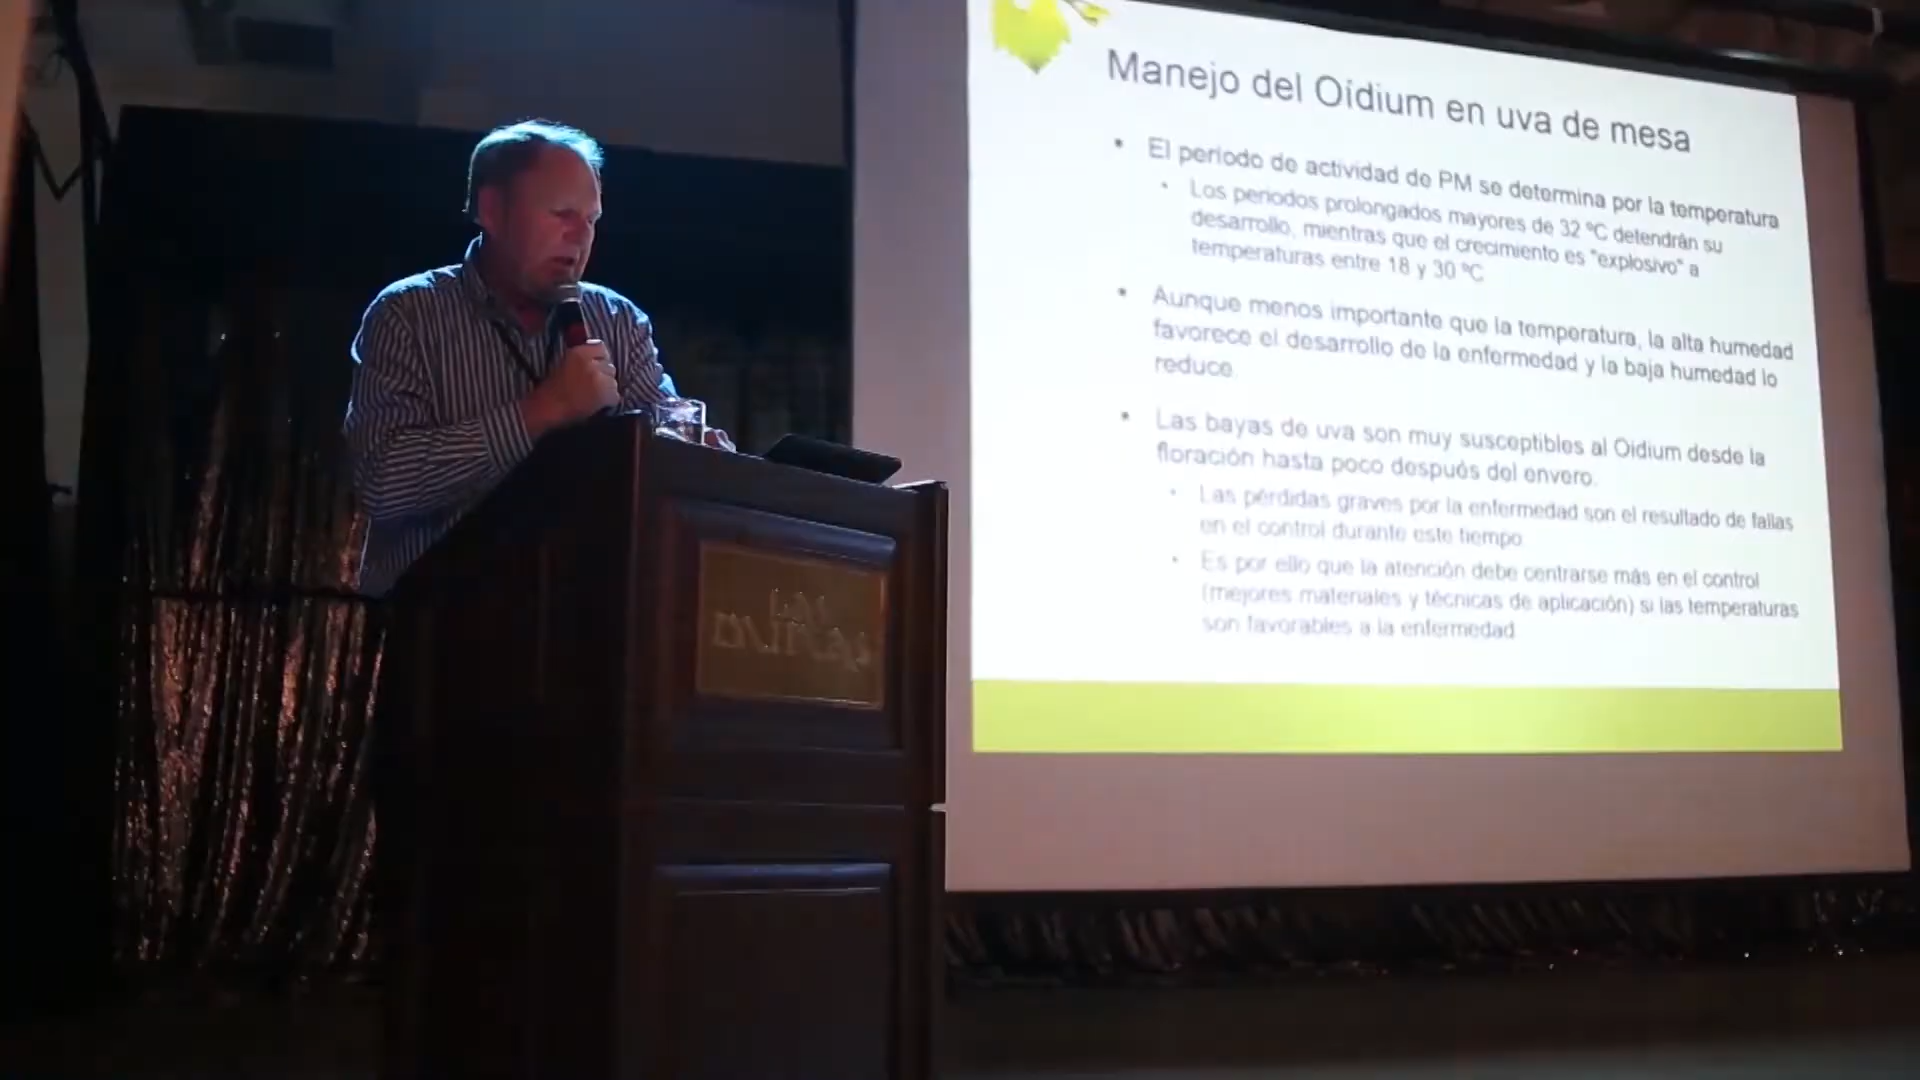 Manejo del Oídium en uva de mesa
• El periodo de actividad de PM se determina por la temperatura
• Los periodos prolongados mayores de 32 ºC detendrán su
desarrollo, mientras que el crecimiento es "explosivo" a
temperaturas entre 18 y 30 ºC
• Aunque menos importante que la temperatura, la alta humedad
favorece el desarrollo de la enfermedad y la baja humedad lo
reduce.
• Las bayas de uva son muy susceptibles al Oidium desde la
floración hasta poco después del envero.
• Las pérdidas graves por la enfermedad son el resultado de fallas
en el control durante este tiempo
• Es por ello que la atención debe centrarse más en el control
(mejores materiales y técnicas de aplicación) si las temperaturas
son favorables a la enfermedad